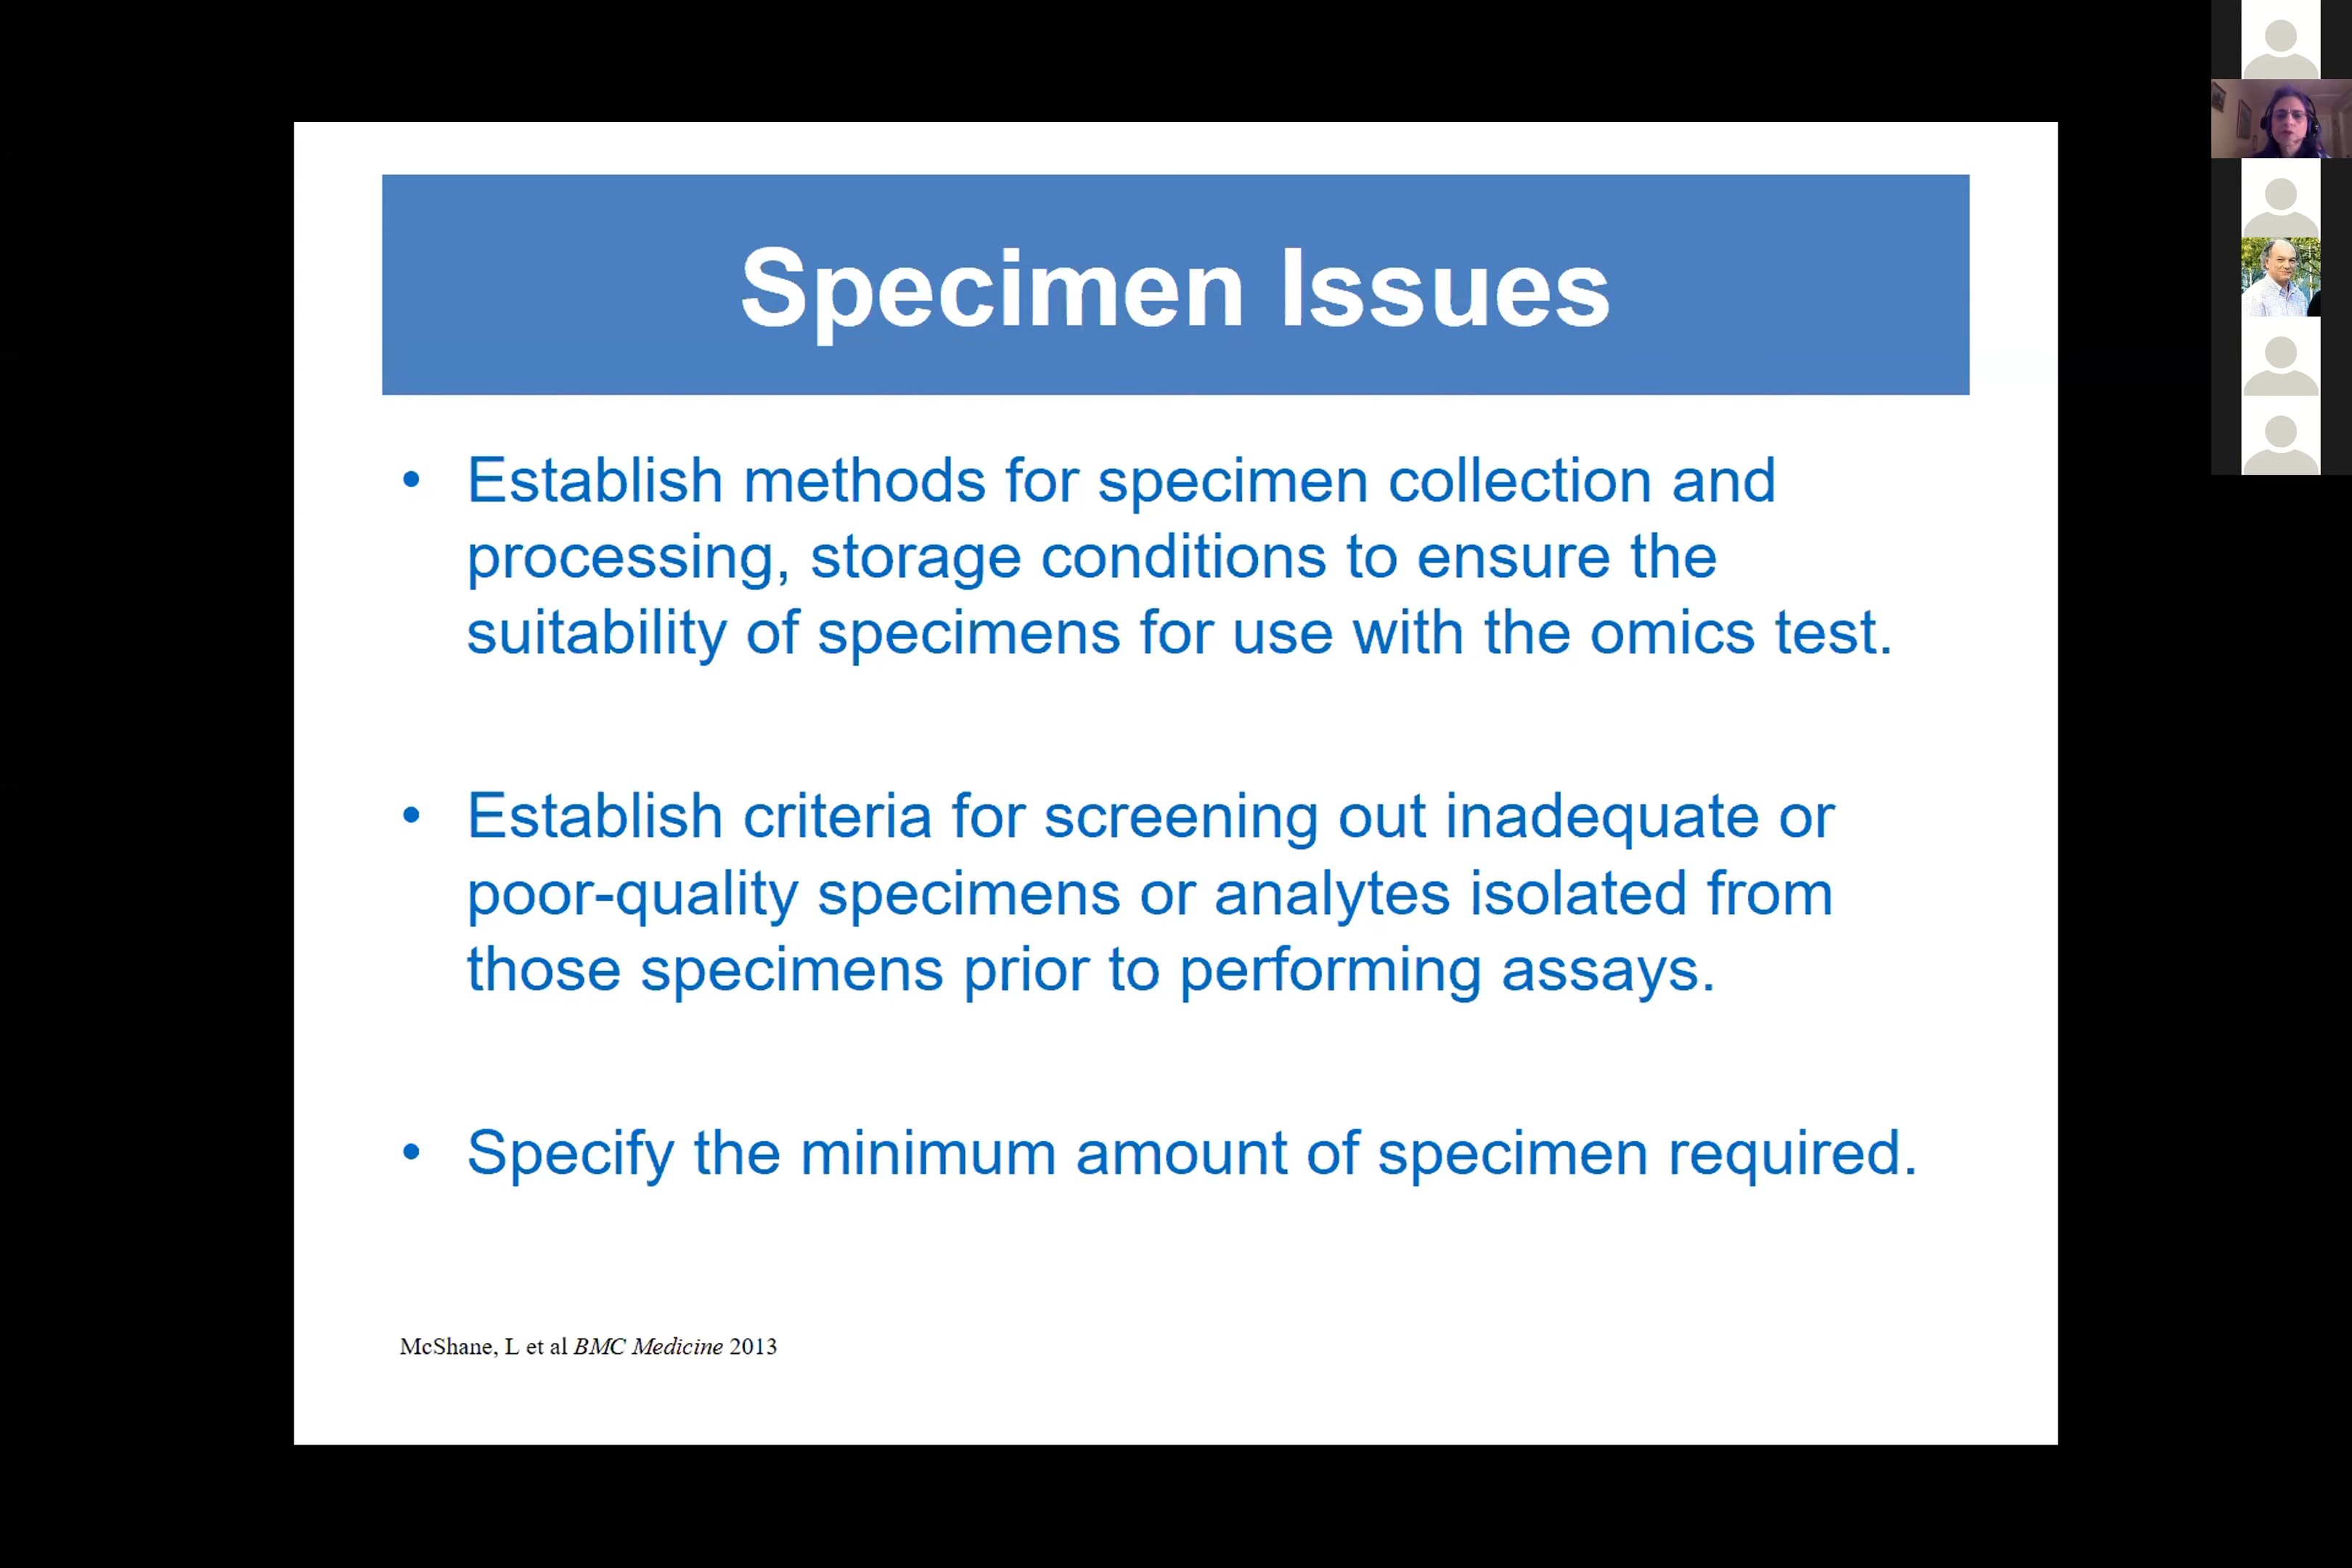 Specimen Issues
• Establish methods for specimen collection and
processing, storage conditions to ensure the
suitability of specimens for use with the omics test.
• Establish criteria for screening out inadequate or
poor-quality specimens or analytes isolated from
those specimens prior to performing assays.
• Specify the minimum amount of specimen required.
McShane, L et al BMC Medicine 2013